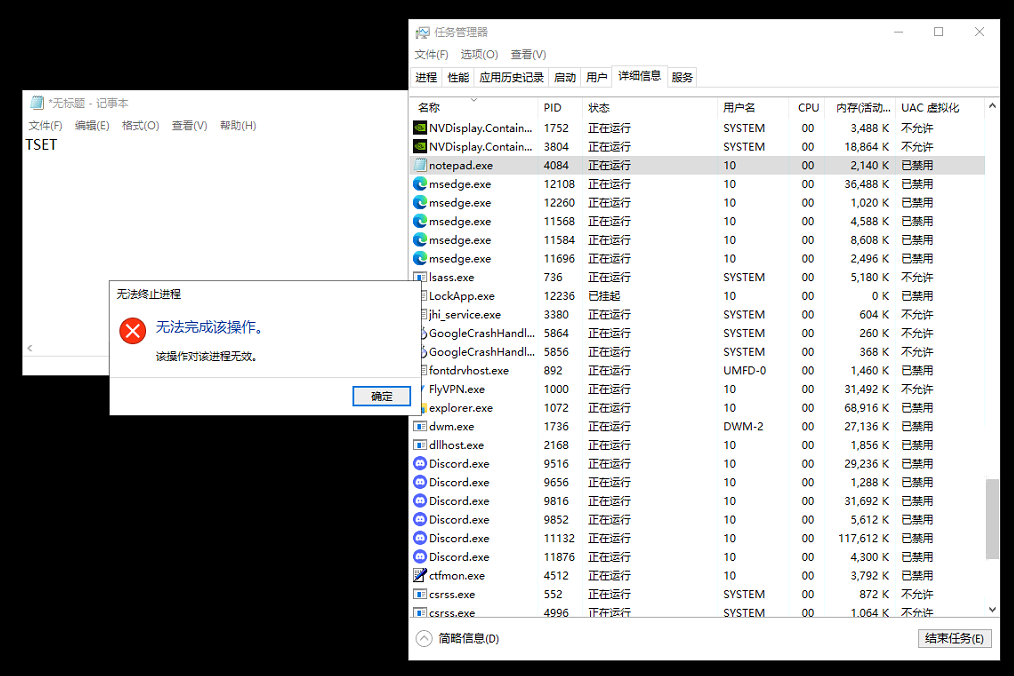 任务管理器
文件(F) 选项(O) 查看(V)
进程 性能 应用历史记录 启动 用户 详细信息 服务
名称 PID 状态 用户名 CPU 内存(活动... UAC 虚拟化
NVDisplay.Contain... 1752 正在运行 SYSTEM 00 3,488 K 不允许
NVDisplay.Contain... 3804 正在运行 SYSTEM 00 18,864 K 不允许
notepad.exe 4084 正在运行 10 00 2,140 K 已禁用
msedge.exe 12108 正在运行 10 00 36,488 K 已禁用
msedge.exe 12260 正在运行 10 00 1,020 K 已禁用
msedge.exe 11568 正在运行 10 00 4,588 K 已禁用
msedge.exe 11584 正在运行 10 00 8,608 K 已禁用
msedge.exe 11696 正在运行 10 00 2,496 K 已禁用
lsass.exe 736 正在运行 SYSTEM 00 5,180 K 不允许
LockApp.exe 12236 已挂起 10 00 0 K 已禁用
jhi_service.exe 3380 正在运行 SYSTEM 00 604 K 不允许
GoogleCrashHandl... 5864 正在运行 SYSTEM 00 260 K 不允许
GoogleCrashHandl... 5856 正在运行 SYSTEM 00 368 K 不允许
fontdrvhost.exe 892 正在运行 UMFD-0 00 1,460 K 已禁用
FlyVPN.exe 1000 正在运行 10 00 31,492 K 不允许
explorer.exe 1072 正在运行 10 00 68,916 K 已禁用
dwm.exe 1736 正在运行 DWM-2 00 27,136 K 已禁用
dllhost.exe 2168 正在运行 10 00 1,856 K 已禁用
Discord.exe 9516 正在运行 10 00 29,236 K 已禁用
Discord.exe 9656 正在运行 10 00 1,288 K 已禁用
Discord.exe 9816 正在运行 10 00 31,692 K 已禁用
Discord.exe 9852 正在运行 10 00 5,612 K 已禁用
Discord.exe 11132 正在运行 10 00 117,612 K 已禁用
Discord.exe 11876 正在运行 10 00 4,300 K 已禁用
ctfmon.exe 4512 正在运行 10 00 3,792 K 已禁用
csrss.exe 552 正在运行 SYSTEM 00 872 K 不允许
csrss.exe 4996 正在运行 SYSTEM 00 1,064 K 不允许
简略信息(D) 结束任务(E)
*无标题 - 记事本
文件(F) 编辑(E) 格式(O) 查看(V) 帮助(H)
TSET
无法终止进程
无法完成该操作。
该操作对该进程无效。
确定